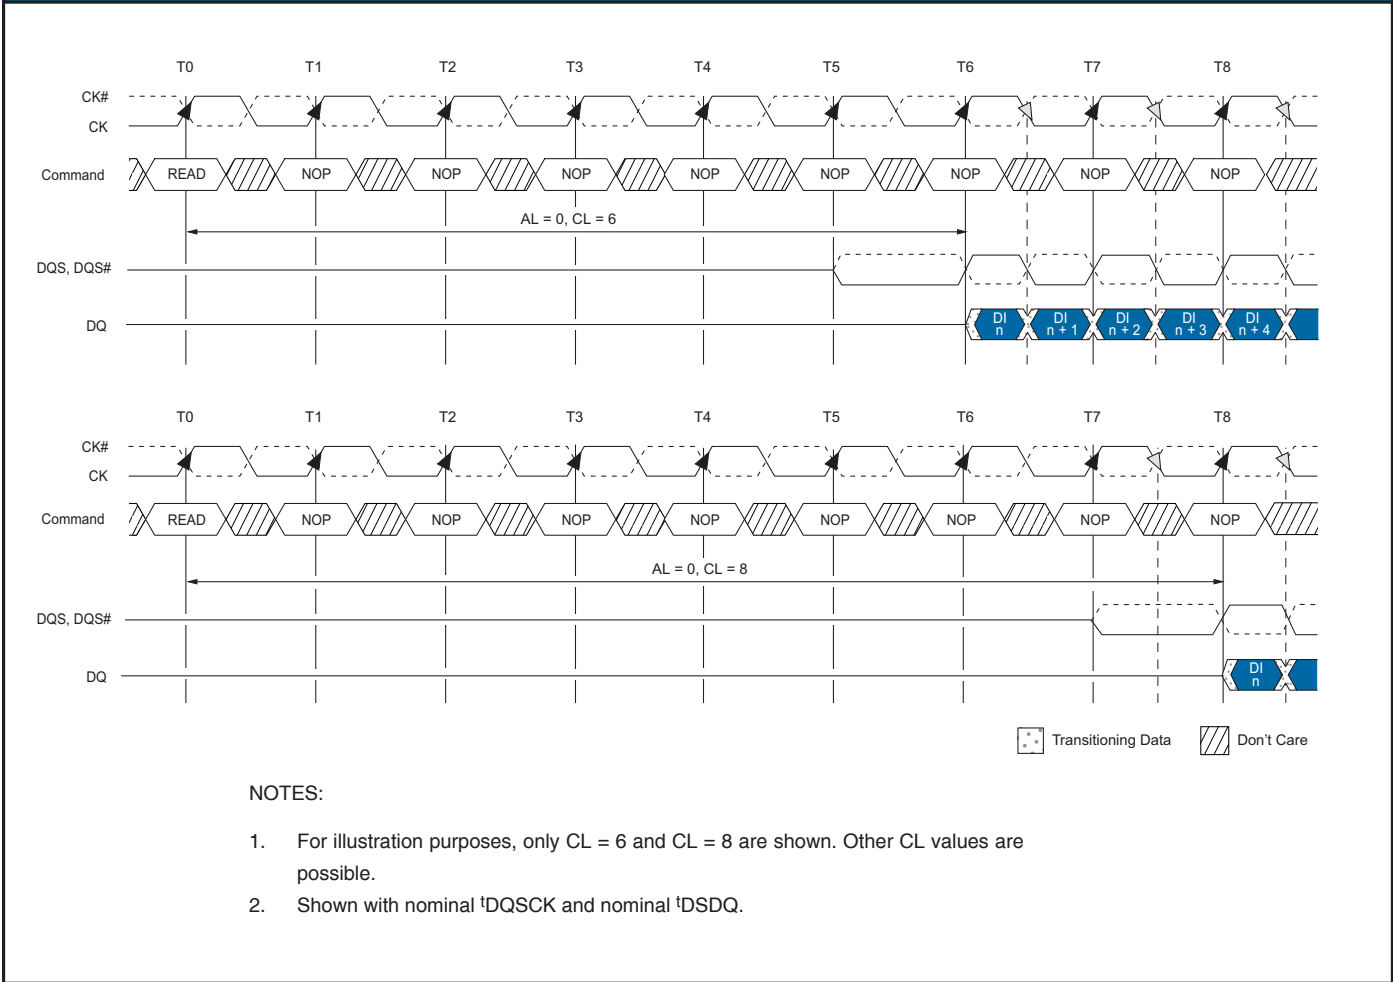 T0 T1 T2 T3 T4 T5 T6 T7 T8
CK#
CK
Command READ NOP NOP NOP NOP NOP NOP NOP NOP
AL = 0, CL = 6
DQS, DQS#
DQ DI n DI n + 1 DI n + 2 DI n + 3 DI n + 4
T0 T1 T2 T3 T4 T5 T6 T7 T8
CK#
CK
Command READ NOP NOP NOP NOP NOP NOP NOP NOP
AL = 0, CL = 8
DQS, DQS#
DQ DI n
Transitioning Data Don't Care
NOTES:
1. For illustration purposes, only CL = 6 and CL = 8 are shown. Other CL values are
possible.
2. Shown with nominal tDQSCK and nominal tDSDQ.